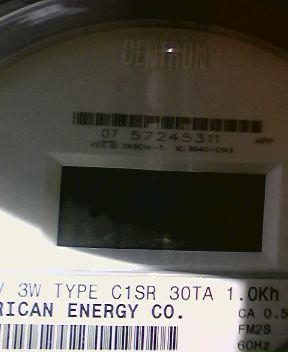 CENTRON
07 57245311
/ 3W TYPE C1SR 30TA 1.0Kh
RICAN ENERGY CO.
CA 0.5
FM2S
60Hz